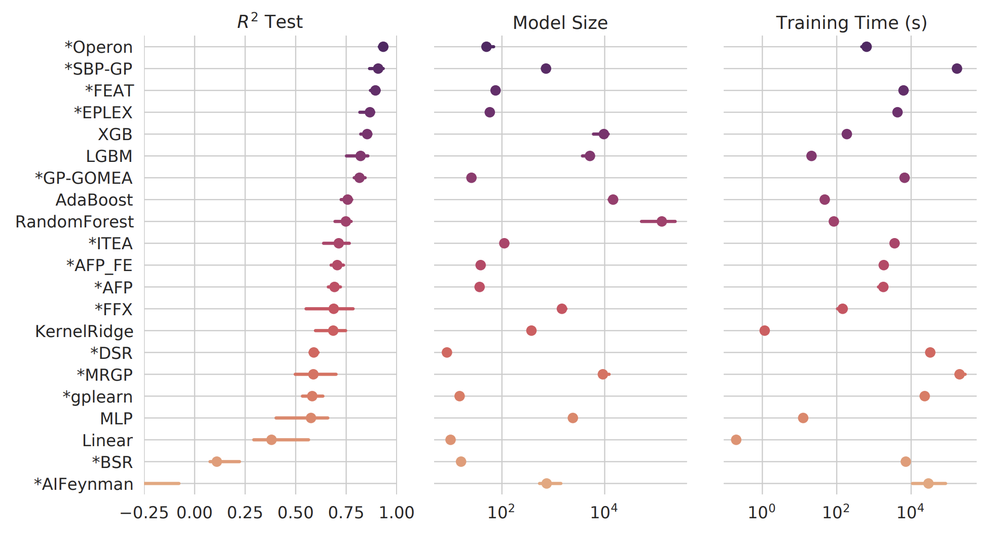 R² Test
Model Size
Training Time (s)
*Operon
*SBP-GP
*FEAT
*EPLEX
XGB
LGBM
*GP-GOMEA
AdaBoost
RandomForest
*ITEA
*AFP_FE
*AFP
*FFX
KernelRidge
*DSR
*MRGP
*gplearn
MLP
Linear
*BSR
*AIFeynman
−0.25 0.00 0.25 0.50 0.75 1.00
10² 10⁴
10⁰ 10² 10⁴